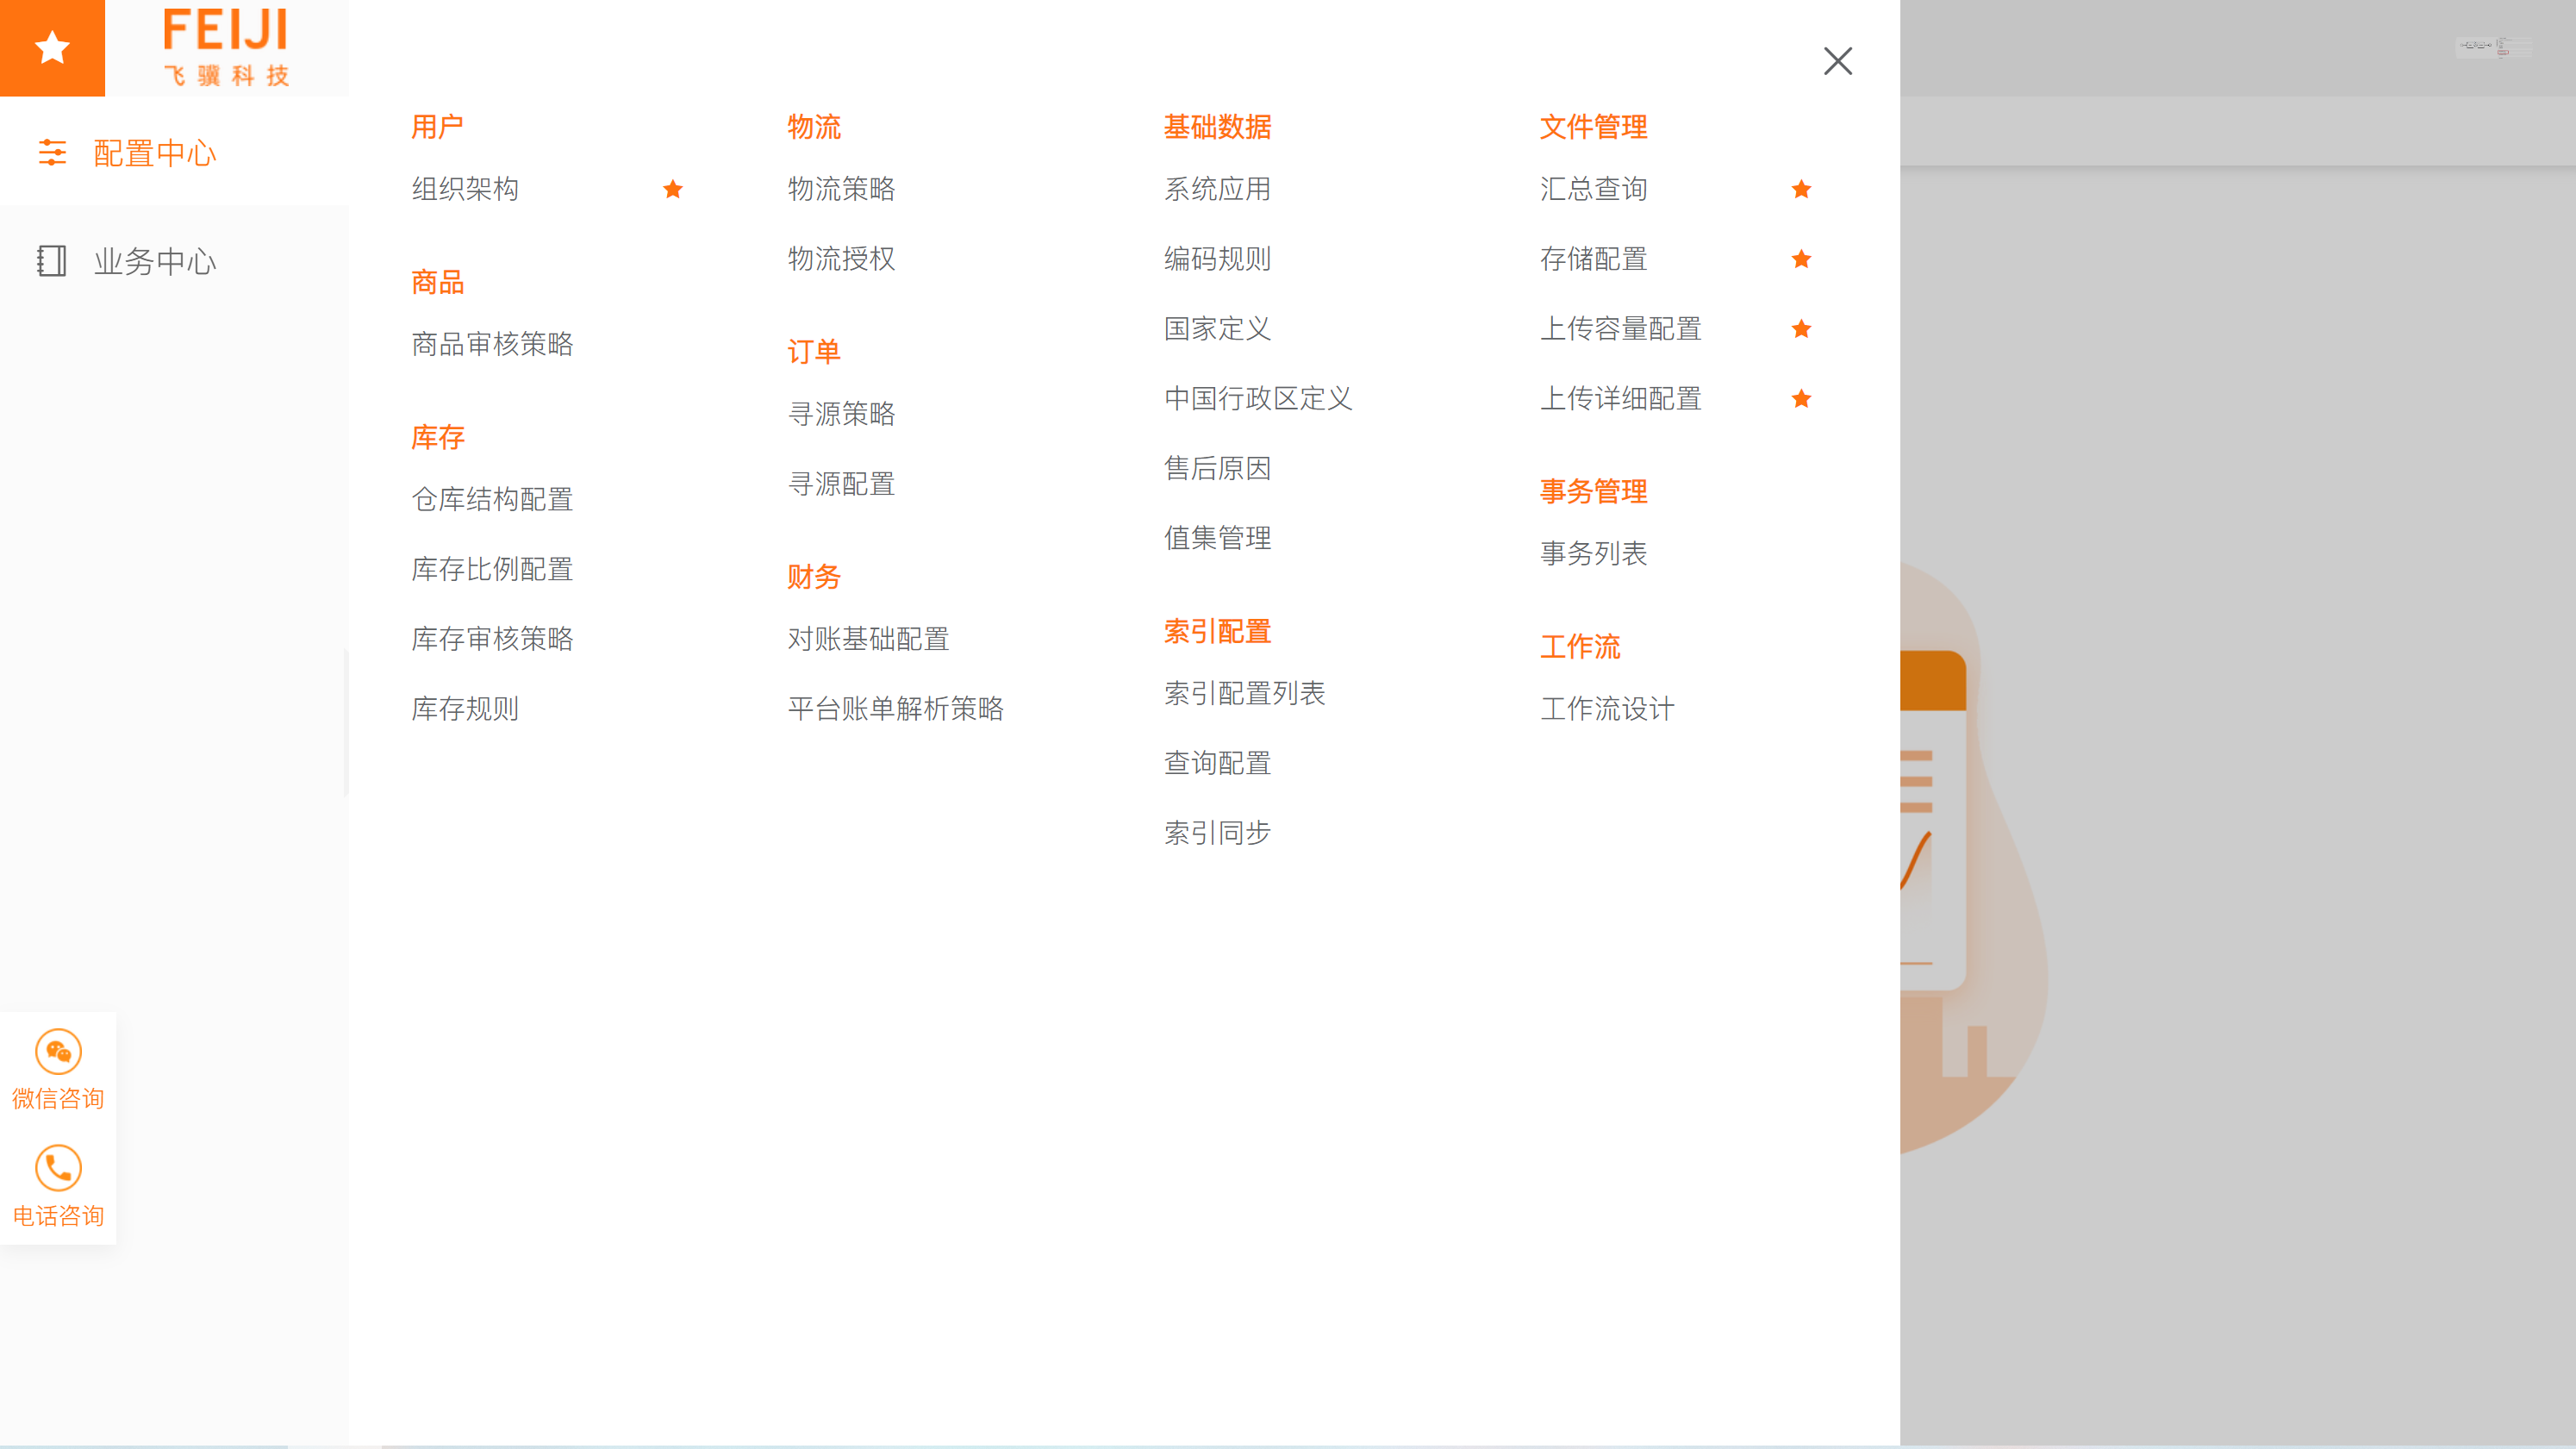 FEIJI
飞骥科技
配置中心
业务中心
微信咨询
电话咨询
用户
组织架构
商品
商品审核策略
库存
仓库结构配置
库存比例配置
库存审核策略
库存规则
物流
物流策略
物流授权
订单
寻源策略
寻源配置
财务
对账基础配置
平台账单解析策略
基础数据
系统应用
编码规则
国家定义
中国行政区定义
售后原因
值集管理
索引配置
索引配置列表
查询配置
索引同步
文件管理
汇总查询
存储配置
上传容量配置
上传详细配置
事务管理
事务列表
工作流
工作流设计